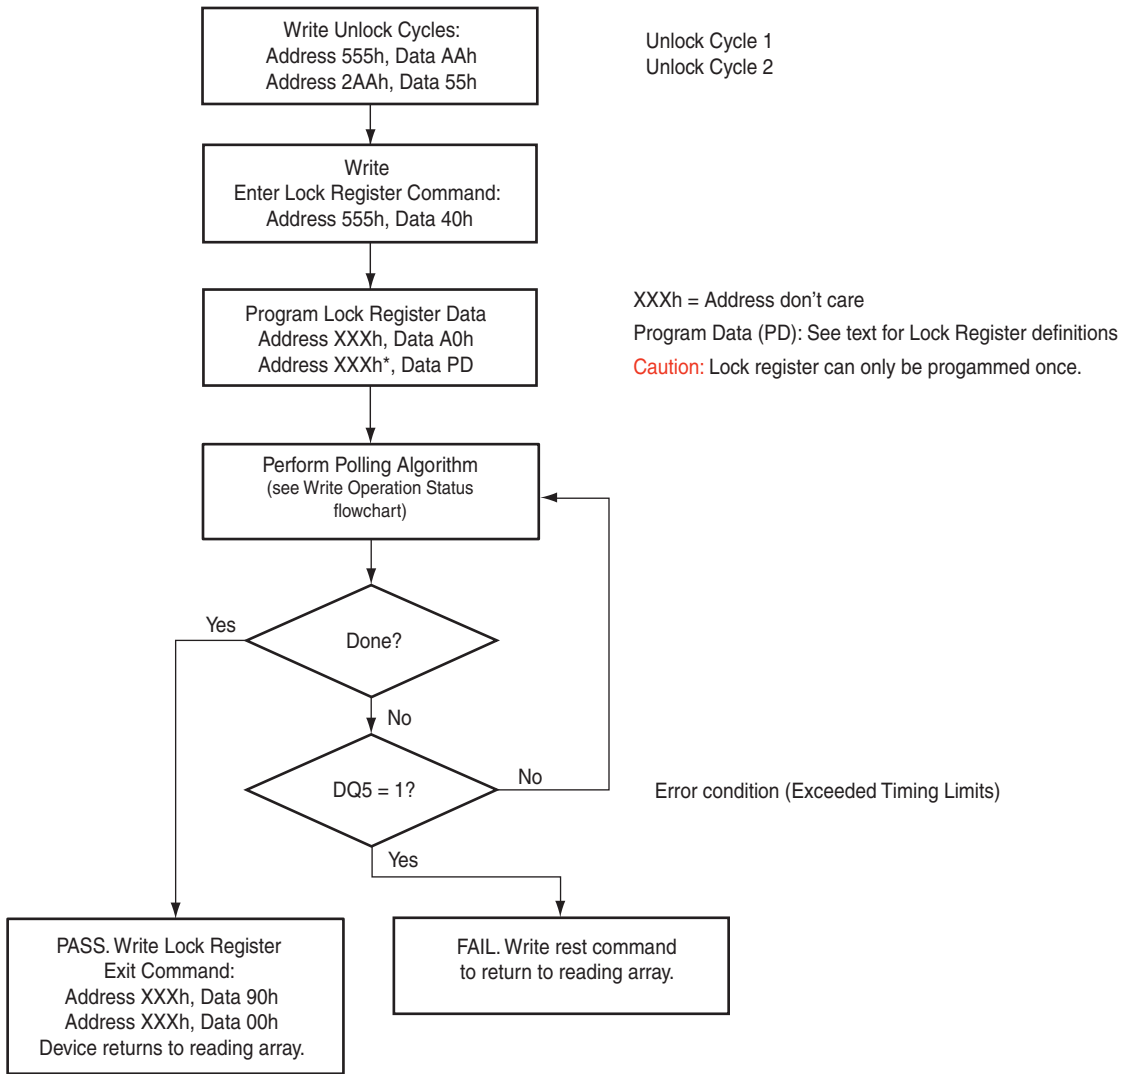 Write Unlock Cycles:
Address 555h, Data AAh
Address 2AAh, Data 55h
Unlock Cycle 1
Unlock Cycle 2
Write
Enter Lock Register Command:
Address 555h, Data 40h
Program Lock Register Data
Address XXXh, Data A0h
Address XXXh*, Data PD
XXXh = Address don't care
Program Data (PD): See text for Lock Register definitions
Caution: Lock register can only be progammed once.
Perform Polling Algorithm
(see Write Operation Status
flowchart)
Yes
Done?
No
DQ5 = 1?
No
Error condition (Exceeded Timing Limits)
Yes
PASS. Write Lock Register
Exit Command:
Address XXXh, Data 90h
Address XXXh, Data 00h
Device returns to reading array.
FAIL. Write rest command
to return to reading array.